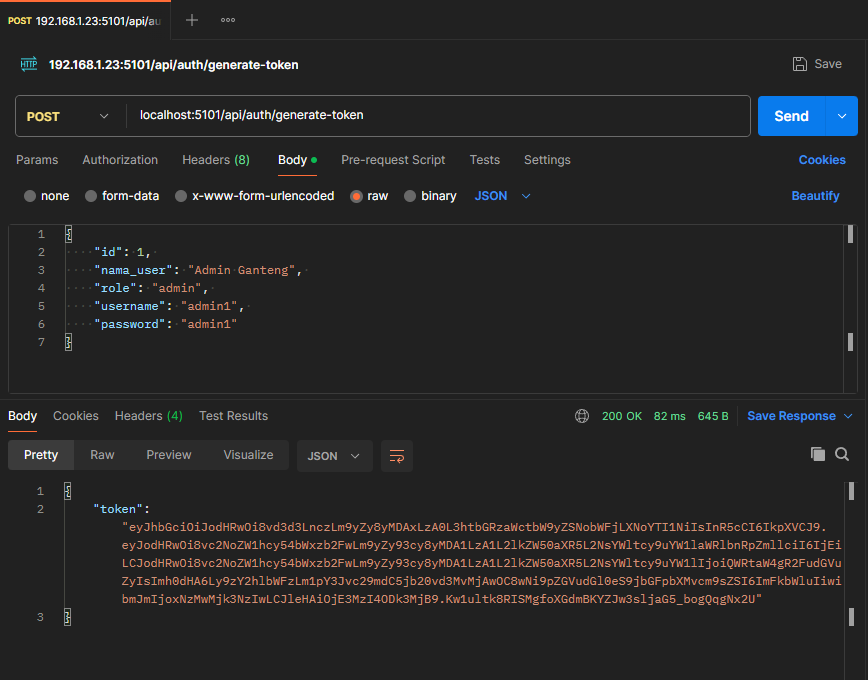 POST 192.168.1.23:5101/api/au
192.168.1.23:5101/api/auth/generate-token
Save
POST
localhost:5101/api/auth/generate-token
Send
Params Authorization Headers (8) Body Pre-request Script Tests Settings Cookies
none form-data x-www-form-urlencoded raw binary JSON Beautify
1 {
2 "id": 1,
3 "nama_user": "Admin Ganteng",
4 "role": "admin",
5 "username": "admin1",
6 "password": "admin1"
7 }
Body Cookies Headers (4) Test Results 200 OK 82 ms 645 B Save Response
Pretty Raw Preview Visualize JSON
1 {
2 "token":
"eyJhbGciOiJodHRwOi8vd3d3LnczLm9yZy8yMDAxLzA0L3htbGRzaWctbW9yZSNobWFjLXNoYTI1NiIsInR5cCI6IkpXVCJ9.
eyJodHRwOi8vc2NoZW1hcy54bWxzb2FwLm9yZy93cy8yMDA1LzA1L2lkZW50aXR5L2NsYWltcy9uYW1laWRlbnRpZmllciI6IjEi
LCJodHRwOi8vc2NoZW1hcy54bWxzb2FwLm9yZy93cy8yMDA1LzA1L2lkZW50aXR5L2NsYWltcy9uYW1lIjoiQWRtaW4gR2FudGVu
ZyIsImh0dHA6Ly9zY2hlbWFzLm1pY3Jvc29mdC5jb20vd3MvMjAwOC8wNi9pZGVudGl0eS9jbGFpbXMvcm9sZSI6ImFkbWluIiwi
bmJmIjoxNzMwMjk3NzIwLCJleHAiOjE3MzI4ODk3MjB9.Kw1ultk8RISMgfoXGdmBKYZJw3sljaG5_bogQqgNx2U"
3 }